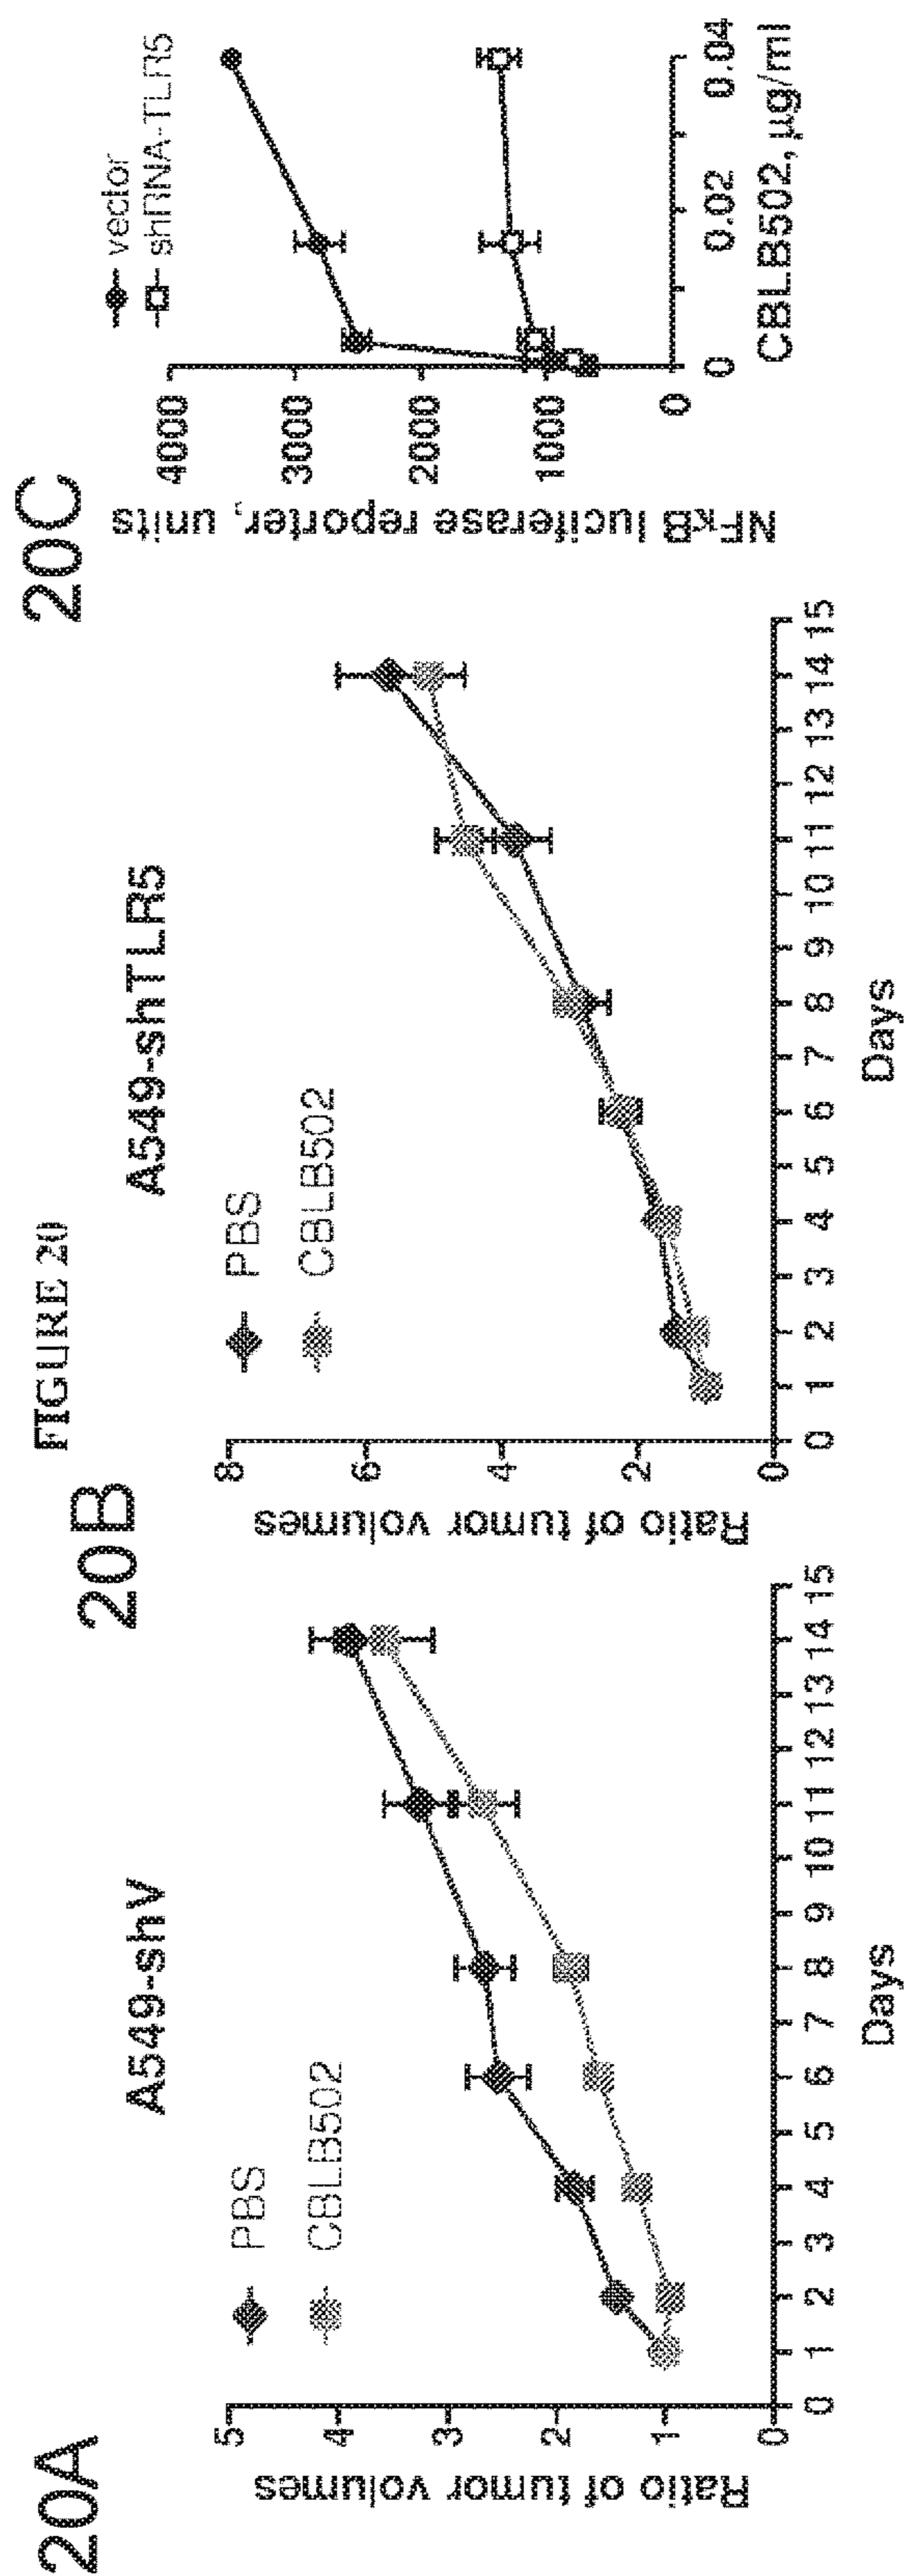 FIGURE 20
20A
A549-shV
PBS
CBLB502
Ratio of tumor volumes
5
4
3
2
1
0
0 1 2 3 4 5 6 7 8 9 10 11 12 13 14 15
Days
20B
A549-shTLR5
PBS
CBLB502
Ratio of tumor volumes
8
6
4
2
0
0 1 2 3 4 5 6 7 8 9 10 11 12 13 14 15
Days
20C
vector
shRNA-TLR5
NFκB luciferase reporter, units
4000
3000
2000
1000
0
0 0.02 0.04
CBLB502, µg/ml